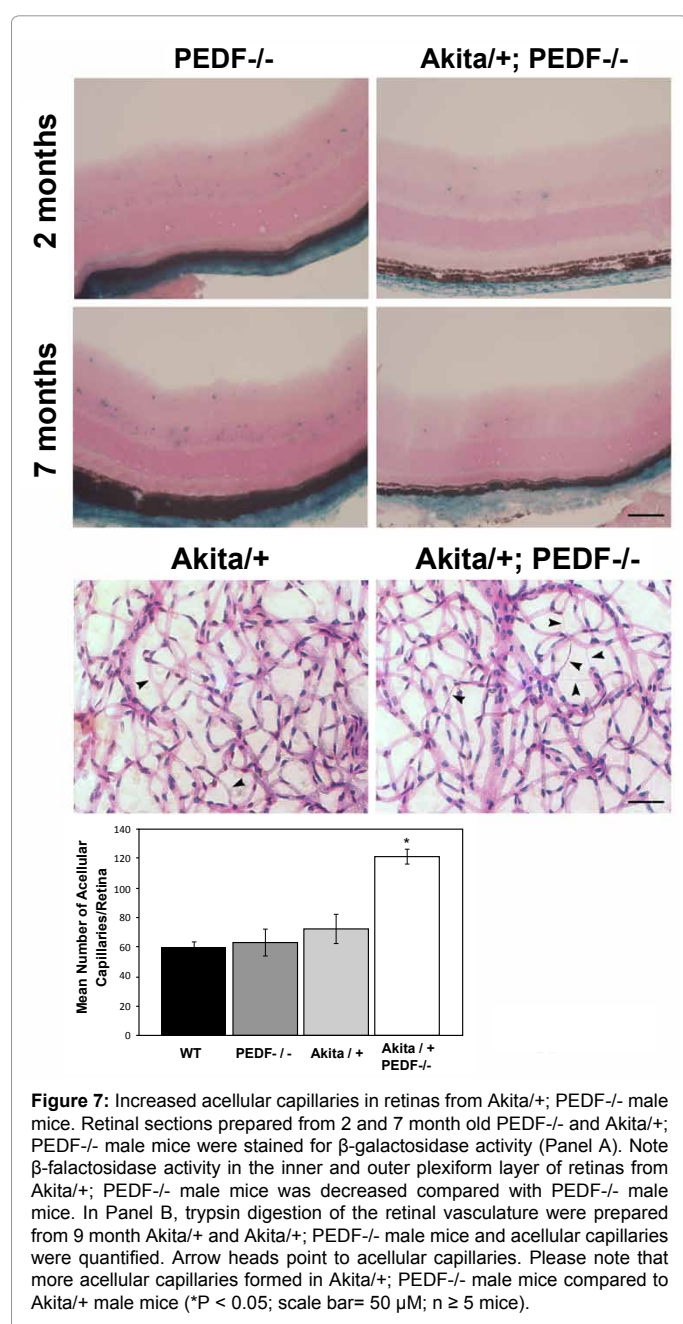 PEDF-/-
Akita/+; PEDF-/-
2 months
7 months
Akita/+
Akita/+; PEDF-/-
Mean Number of Acellular
Capillaries/Retina
140
120
100
80
60
40
20
0
*
WT
PEDF- / -
Akita / +
Akita / +
PEDF-/-
Figure 7: Increased acellular capillaries in retinas from Akita/+; PEDF-/- male
mice. Retinal sections prepared from 2 and 7 month old PEDF-/- and Akita/+;
PEDF-/- male mice were stained for β-galactosidase activity (Panel A). Note
β-falactosidase activity in the inner and outer plexiform layer of retinas from
Akita/+; PEDF-/- male mice was decreased compared with PEDF-/- male
mice. In Panel B, trypsin digestion of the retinal vasculature were prepared
from 9 month Akita/+ and Akita/+; PEDF-/- male mice and acellular capillaries
were quantified. Arrow heads point to acellular capillaries. Please note that
more acellular capillaries formed in Akita/+; PEDF-/- male mice compared to
Akita/+ male mice (*P < 0.05; scale bar= 50 μM; n ≥ 5 mice).